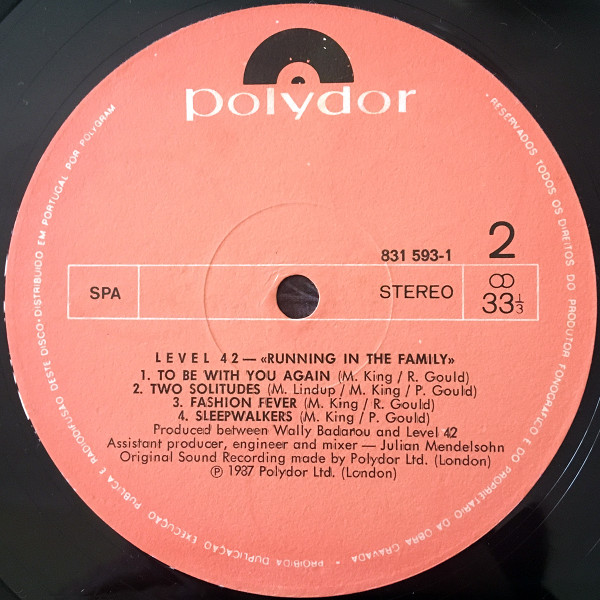 polydor
831 593-1
2
SPA
STEREO
33 1/3
LEVEL 42 — «RUNNING IN THE FAMILY»
1. TO BE WITH YOU AGAIN (M. King / R. Gould)
2. TWO SOLITUDES (M. Lindup / M. King / P. Gould)
3. FASHION FEVER (M. King / R. Gould)
4. SLEEPWALKERS (M. King / P. Gould)
Produced between Wally Badarou and Level 42
Assistant producer, engineer and mixer — Julian Mendelsohn
Original Sound Recording made by Polydor Ltd. (London)
℗ 1987 Polydor Ltd. (London)
· RESERVADOS TODOS OS DIREITOS DO PRODUTOR FONOGRÁFICO E DO PROPRIETÁRIO DA OBRA GRAVADA · PROIBIDA DUPLICAÇÃO EXECUÇÃO PÚBLICA E RADIODIFUSÃO DESTE DISCO · DISTRIBUIDO EM PORTUGAL POR POLYGRAM